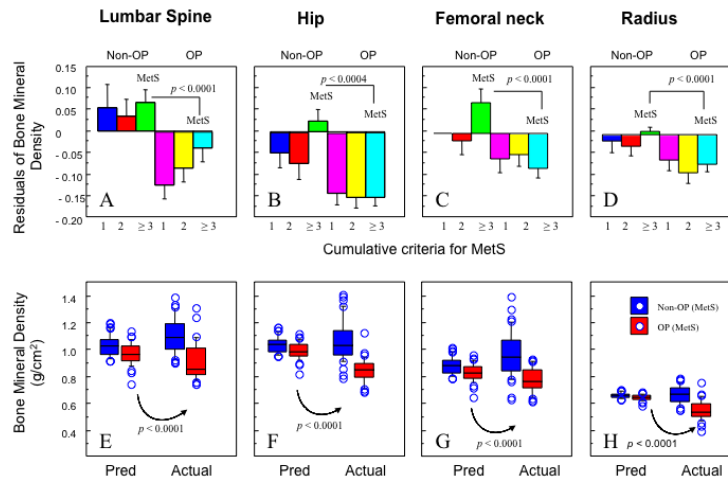 Lumbar Spine Hip Femoral neck Radius
Non-OP OP Non-OP OP Non-OP OP Non-OP OP
0.15
0.10
0.05
0
- 0.05
- 0.10
- 0.15
- 0.20
Residuals of Bone Mineral
Density
MetS p < 0.0001 MetS
p < 0.0004 MetS MetS
MetS p < 0.0001 MetS
p < 0.0001 MetS MetS
A B C D
1 2 ≥ 3 1 2 ≥ 3 1 2 ≥ 3 1 2 ≥ 3 1 2 ≥ 3 1 2 ≥ 3 1 2 ≥ 3 1 2 ≥ 3
Cumulative criteria for MetS
Bone Mineral Density
(g/cm²)
1.4
1.2
1.0
0.8
0.6
0.4
Non-OP (MetS)
OP (MetS)
E F G H
p < 0.0001 p < 0.0001 p < 0.0001 p < 0.0001
Pred Actual Pred Actual Pred Actual Pred Actual